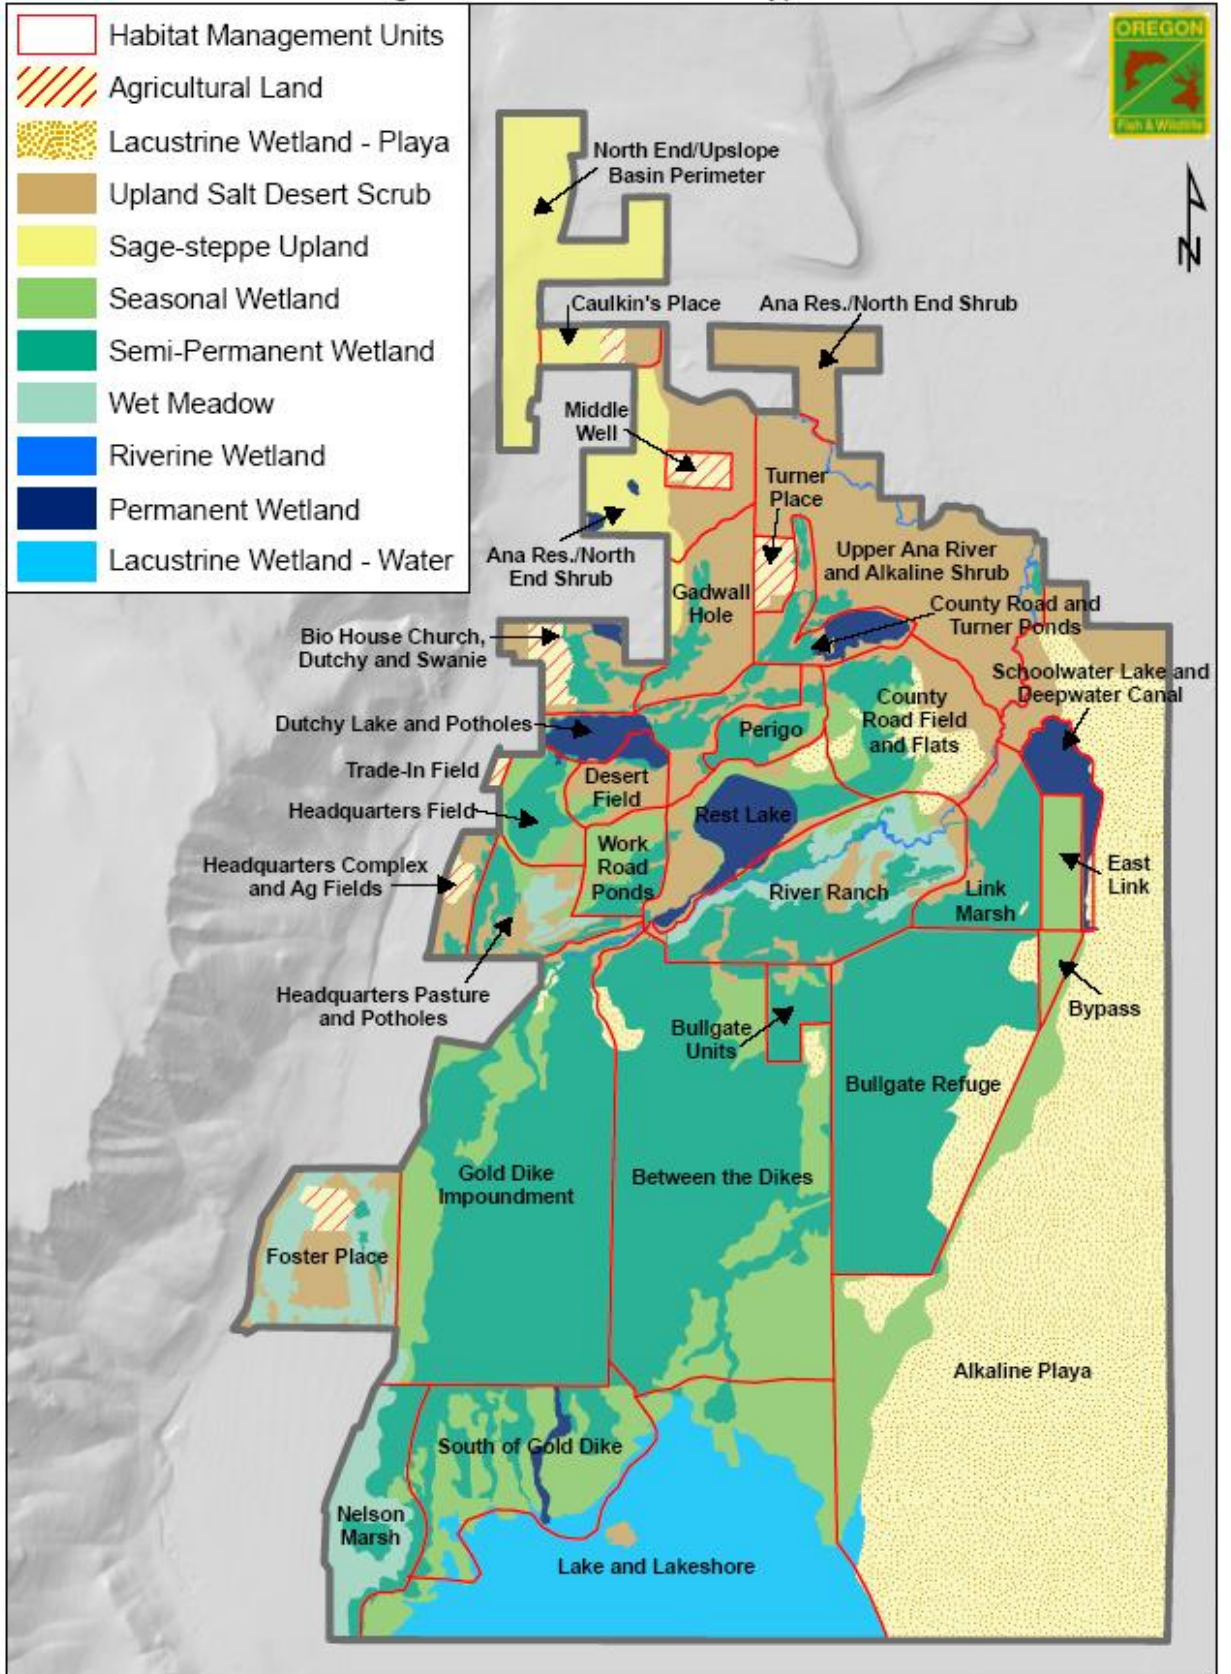 Habitat Management Units
Agricultural Land
Lacustrine Wetland - Playa
Upland Salt Desert Scrub
Sage-steppe Upland
Seasonal Wetland
Semi-Permanent Wetland
Wet Meadow
Riverine Wetland
Permanent Wetland
Lacustrine Wetland - Water
OREGON
Fish & Wildlife
N
North End/Upslope
Basin Perimeter
Caulkin's Place
Ana Res./North End Shrub
Middle
Well
Turner
Place
Ana Res./North
End Shrub
Upper Ana River
and Alkaline Shrub
Gadwall
Hole
County Road and
Turner Ponds
Bio House Church,
Dutchy and Swanie
Schoolwater Lake and
Deepwater Canal
Dutchy Lake and Potholes
Perigo
County
Road Field
and Flats
Trade-In Field
Desert
Field
Headquarters Field
Rest Lake
Work
Road
Ponds
Headquarters Complex
and Ag Fields
River Ranch
Link
Marsh
East
Link
Headquarters Pasture
and Potholes
Bypass
Bullgate
Units
Bullgate Refuge
Gold Dike
Impoundment
Between the Dikes
Foster Place
Alkaline Playa
South of Gold Dike
Nelson
Marsh
Lake and Lakeshore